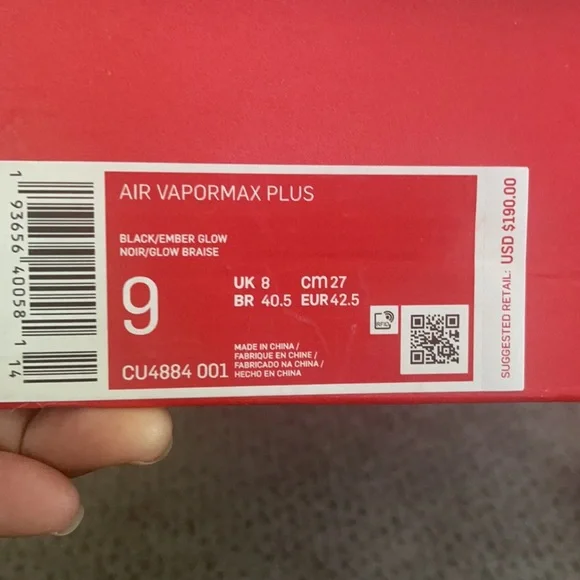 AIR VAPORMAX PLUS
BLACK/EMBER GLOW
NOIR/GLOW BRAISE
9
UK 8 cm 27
BR 40.5 EUR 42.5
RFID
CU4884 001
MADE IN CHINA /
FABRIQUE EN CHINE /
FABRICADO NA CHINA /
HECHO EN CHINA
1 93656 40058 1 14
SUGGESTED RETAIL: USD $190.00